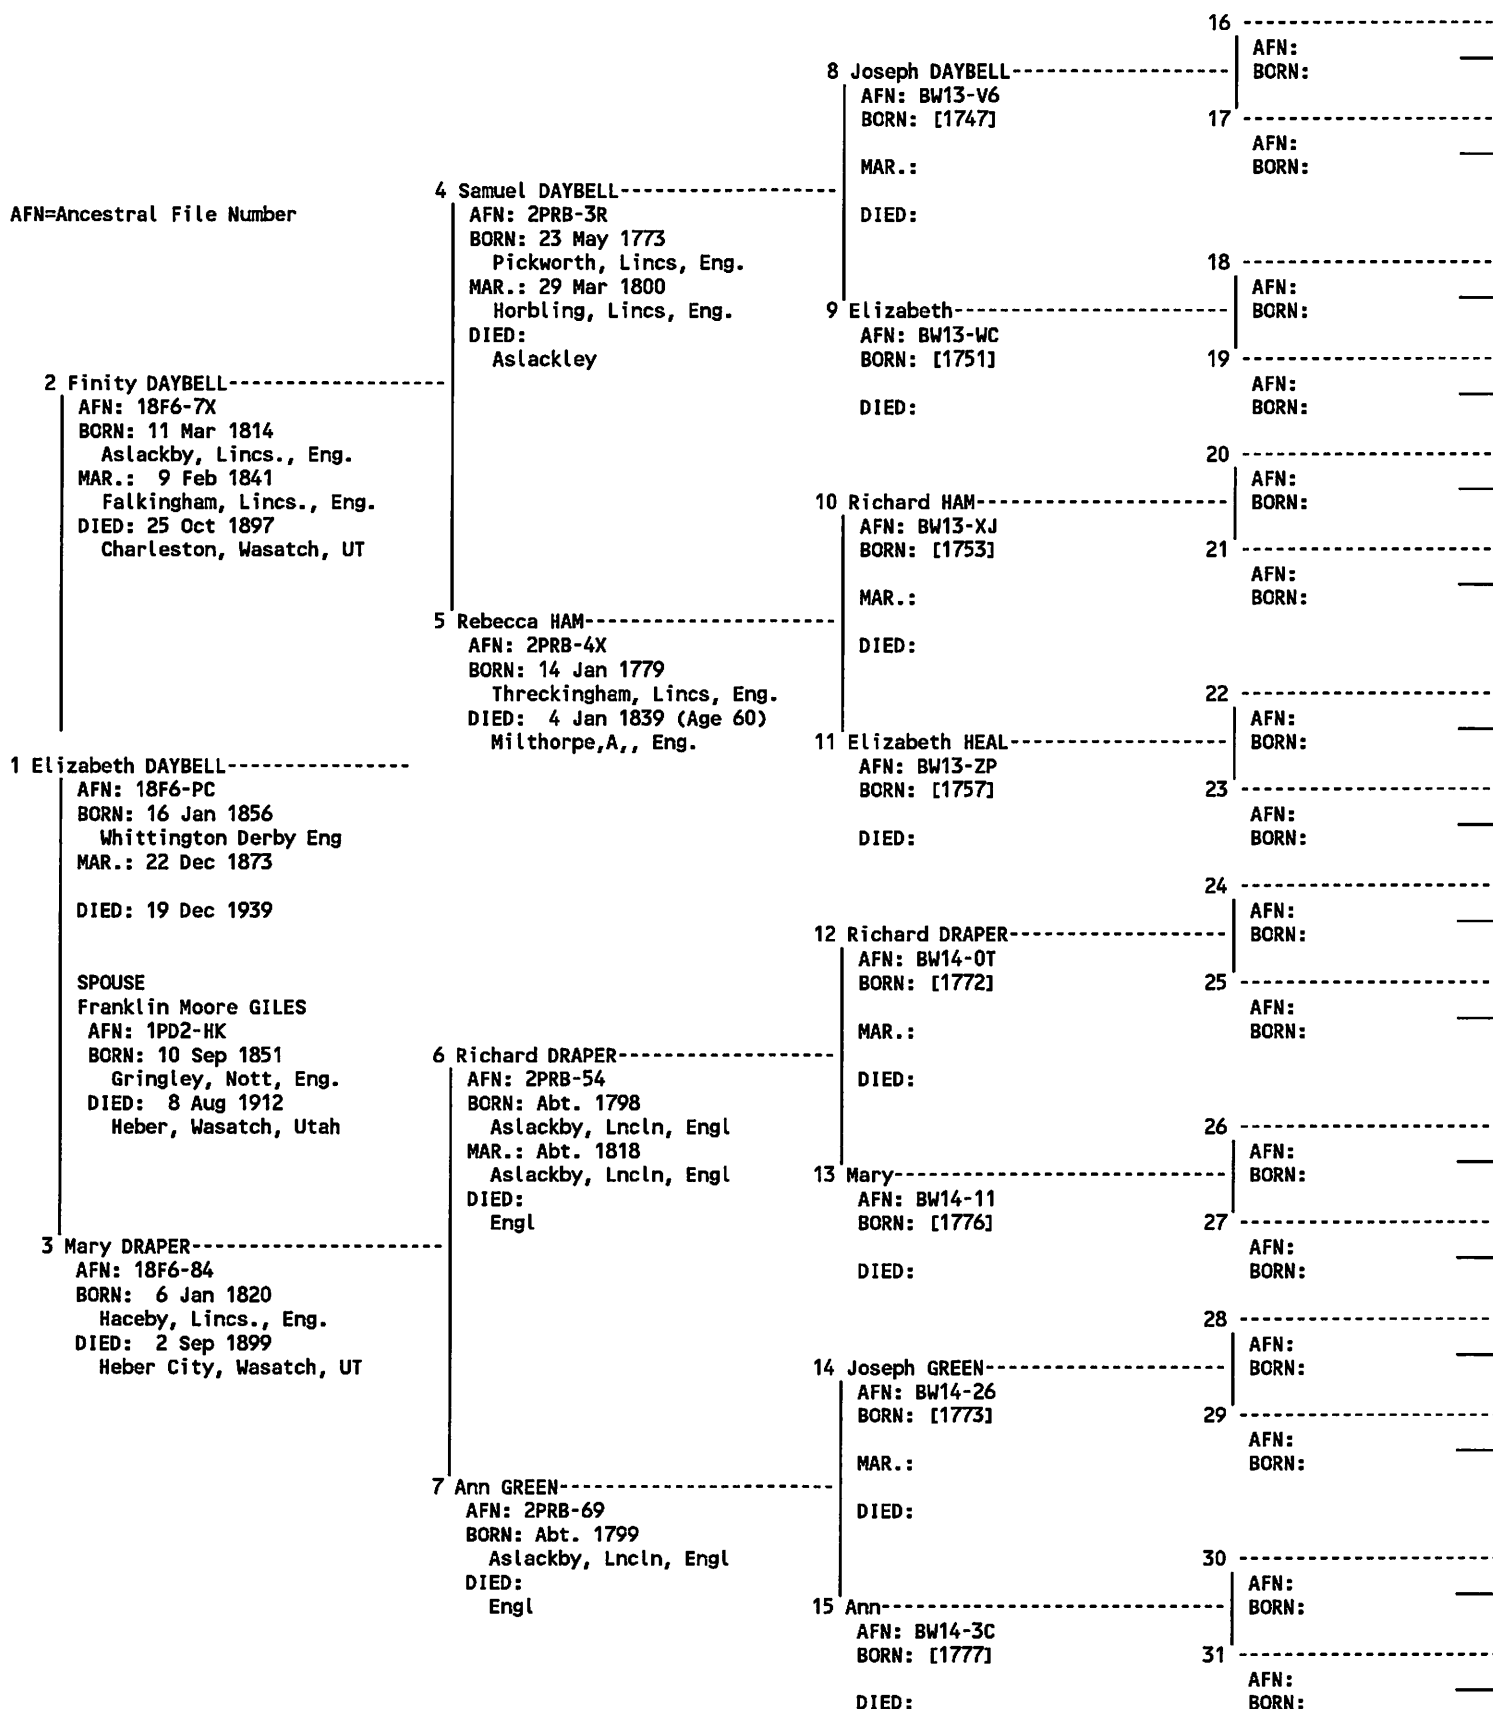 AFN=Ancestral File Number
1 Elizabeth DAYBELL
AFN: 18F6-PC
BORN: 16 Jan 1856
Whittington Derby Eng
MAR.: 22 Dec 1873
DIED: 19 Dec 1939
SPOUSE
Franklin Moore GILES
AFN: 1PD2-HK
BORN: 10 Sep 1851
Gringley, Nott, Eng.
DIED: 8 Aug 1912
Heber, Wasatch, Utah
2 Finity DAYBELL
AFN: 18F6-7X
BORN: 11 Mar 1814
Aslackby, Lincs., Eng.
MAR.: 9 Feb 1841
Falkingham, Lincs., Eng.
DIED: 25 Oct 1897
Charleston, Wasatch, UT
3 Mary DRAPER
AFN: 18F6-84
BORN: 6 Jan 1820
Haceby, Lincs., Eng.
DIED: 2 Sep 1899
Heber City, Wasatch, UT
4 Samuel DAYBELL
AFN: 2PRB-3R
BORN: 23 May 1773
Pickworth, Lincs, Eng.
MAR.: 29 Mar 1800
Horbling, Lincs, Eng.
DIED:
Aslackley
5 Rebecca HAM
AFN: 2PRB-4X
BORN: 14 Jan 1779
Threckingham, Lincs, Eng.
DIED: 4 Jan 1839 (Age 60)
Milthorpe,A,, Eng.
6 Richard DRAPER
AFN: 2PRB-54
BORN: Abt. 1798
Aslackby, Lncln, Engl
MAR.: Abt. 1818
Aslackby, Lncln, Engl
DIED:
Engl
7 Ann GREEN
AFN: 2PRB-69
BORN: Abt. 1799
Aslackby, Lncln, Engl
DIED:
Engl
8 Joseph DAYBELL
AFN: BW13-V6
BORN: [1747]
MAR.:
DIED:
9 Elizabeth
AFN: BW13-WC
BORN: [1751]
DIED:
10 Richard HAM
AFN: BW13-XJ
BORN: [1753]
MAR.:
DIED:
11 Elizabeth HEAL
AFN: BW13-ZP
BORN: [1757]
DIED:
12 Richard DRAPER
AFN: BW14-0T
BORN: [1772]
MAR.:
DIED:
13 Mary
AFN: BW14-11
BORN: [1776]
DIED:
14 Joseph GREEN
AFN: BW14-26
BORN: [1773]
MAR.:
DIED:
15 Ann
AFN: BW14-3C
BORN: [1777]
DIED:
16
AFN:
BORN:
17
AFN:
BORN:
18
AFN:
BORN:
19
AFN:
BORN:
20
AFN:
BORN:
21
AFN:
BORN:
22
AFN:
BORN:
23
AFN:
BORN:
24
AFN:
BORN:
25
AFN:
BORN:
26
AFN:
BORN:
27
AFN:
BORN:
28
AFN:
BORN:
29
AFN:
BORN:
30
AFN:
BORN:
31
AFN:
BORN: